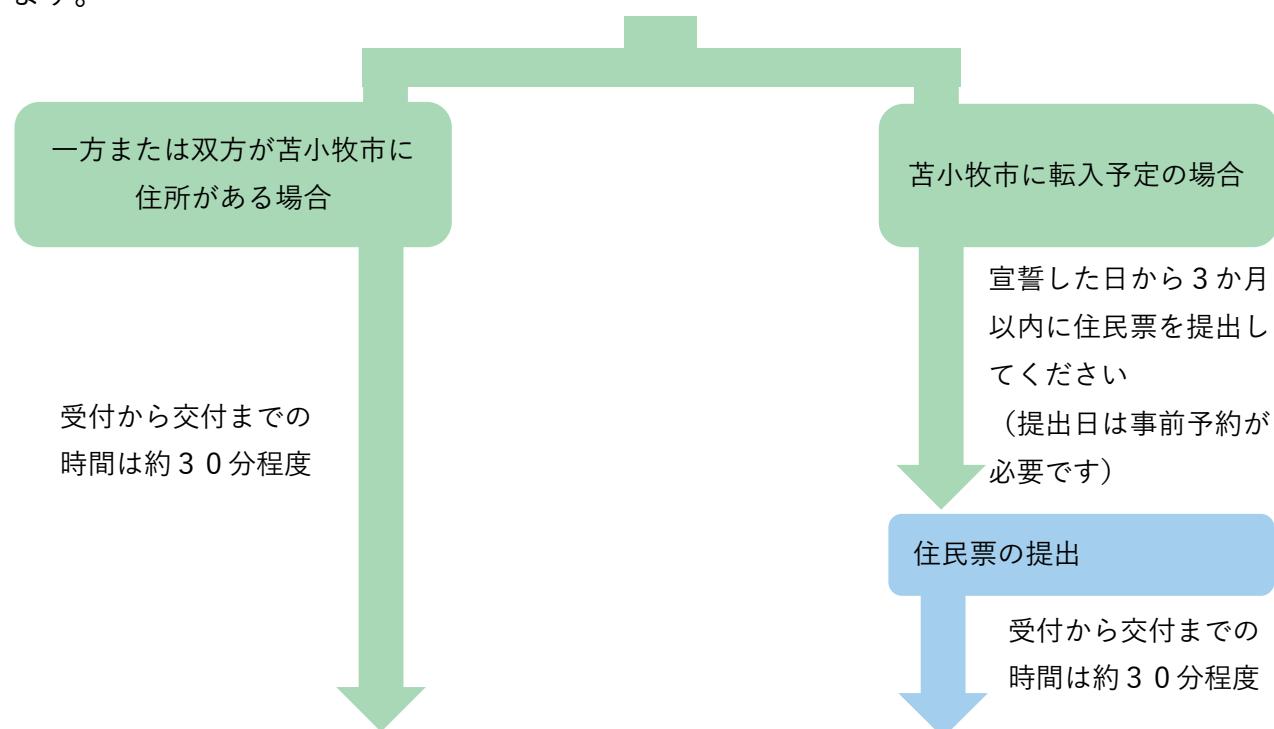 ます。
一方または双方が苫小牧市に
住所がある場合
苫小牧市に転入予定の場合
宣誓した日から３か月
以内に住民票を提出し
てください
（提出日は事前予約が
必要です）
受付から交付までの
時間は約３０分程度
住民票の提出
受付から交付までの
時間は約３０分程度